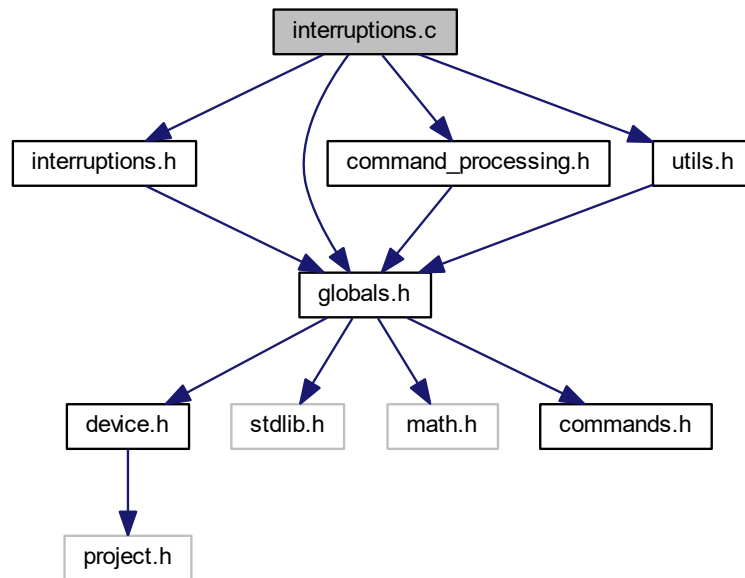 interruptions.c
interruptions.h
command_processing.h
utils.h
globals.h
device.h
stdlib.h
math.h
commands.h
project.h